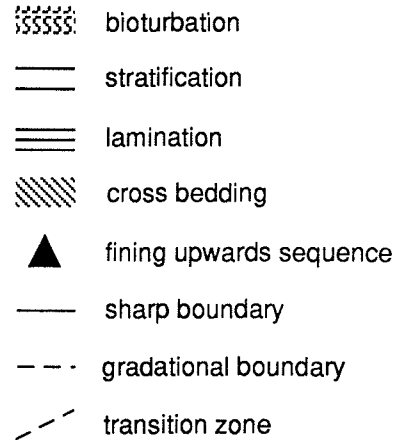 bioturbation
stratification
lamination
cross bedding
fining upwards sequence
sharp boundary
gradational boundary
transition zone